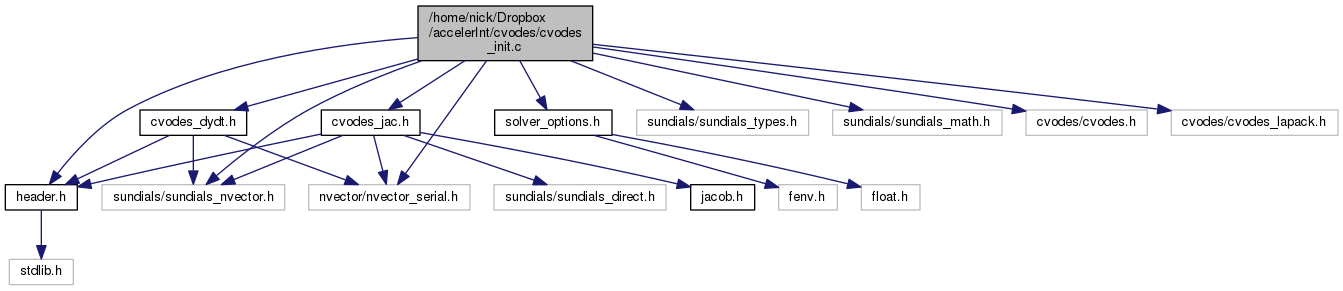 /home/nick/Dropbox
/accelerInt/cvodes/cvodes
_init.c
cvodes_dydt.h
cvodes_jac.h
solver_options.h
sundials/sundials_types.h
sundials/sundials_math.h
cvodes/cvodes.h
cvodes/cvodes_lapack.h
header.h
sundials/sundials_nvector.h
nvector/nvector_serial.h
sundials/sundials_direct.h
jacob.h
fenv.h
float.h
stdlib.h